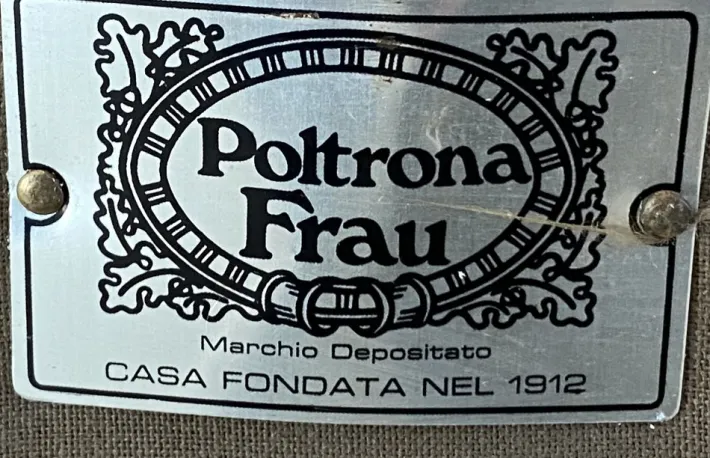 Poltrona
Frau
Marchio Depositato
CASA FONDATA NEL 1912